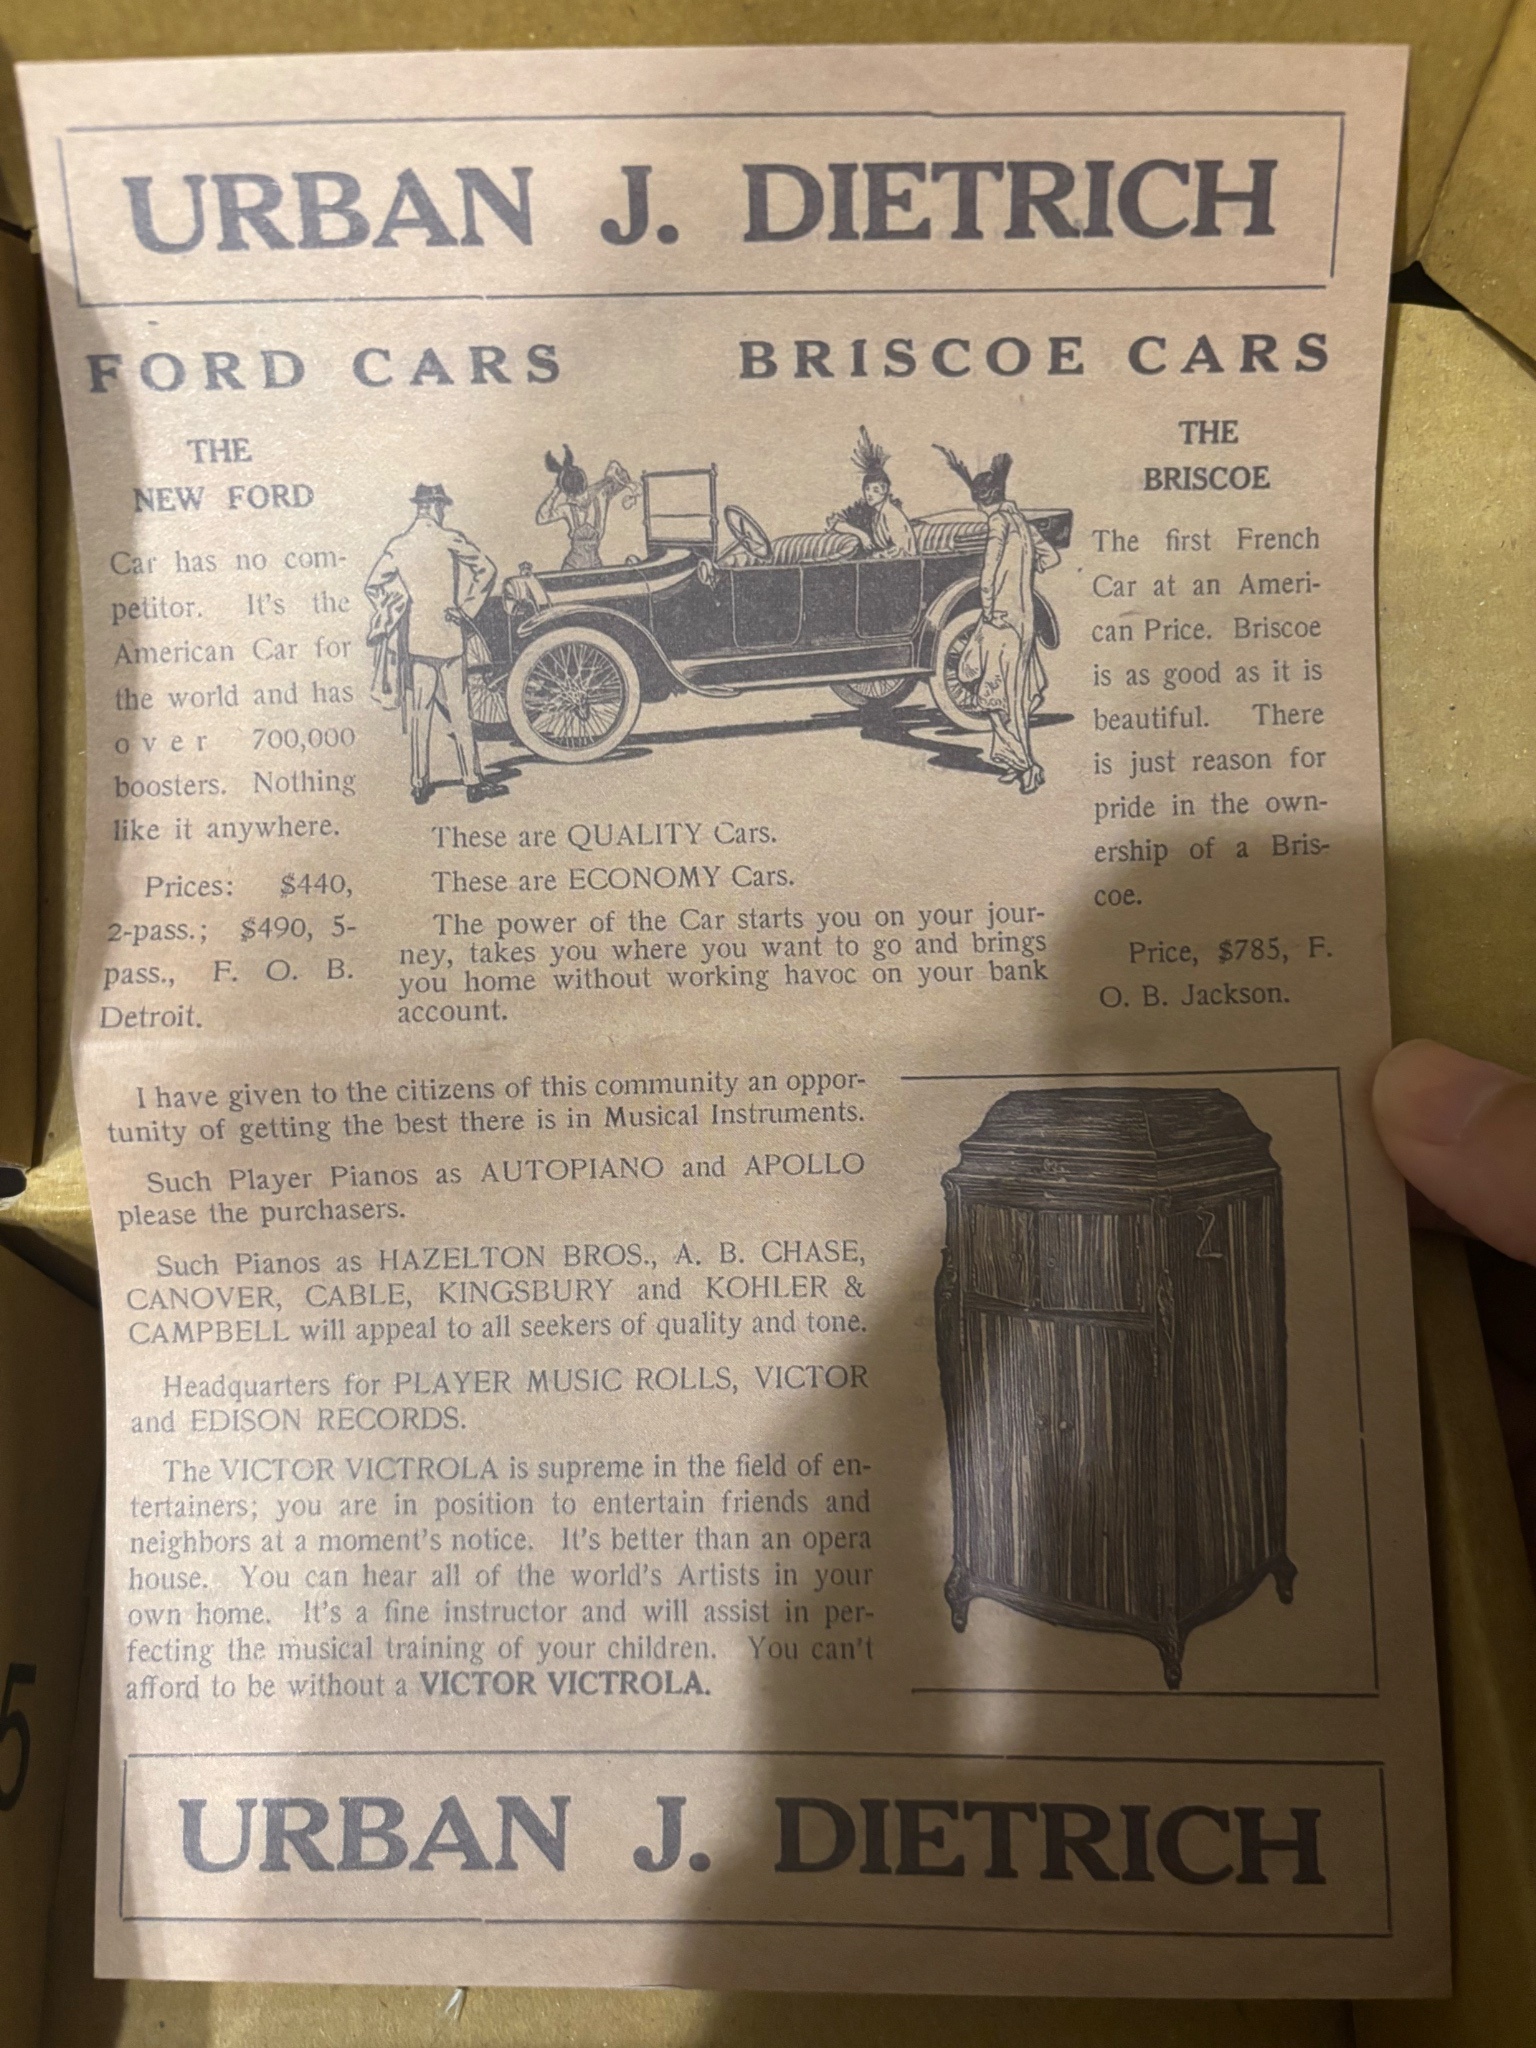 URBAN J. DIETRICH
FORD CARS
BRISCOE CARS
THE
NEW FORD
Car has no com-
petitor. It's the
American Car for
the world and has
over 700,000
boosters. Nothing
like it anywhere.
Prices: $440,
2-pass.; $490, 5-
pass., F. O. B.
Detroit.
These are QUALITY Cars.
These are ECONOMY Cars.
The power of the Car starts you on your jour-
ney, takes you where you want to go and brings
you home without working havoc on your bank
account.
THE
BRISCOE
The first French
Car at an Ameri-
can Price. Briscoe
is as good as it is
beautiful. There
is just reason for
pride in the own-
ership of a Bris-
coe.
Price, $785, F.
O. B. Jackson.
I have given to the citizens of this community an oppor-
tunity of getting the best there is in Musical Instruments.
Such Player Pianos as AUTOPIANO and APOLLO
please the purchasers.
Such Pianos as HAZELTON BROS., A. B. CHASE,
CANOVER, CABLE, KINGSBURY and KOHLER &
CAMPBELL will appeal to all seekers of quality and tone.
Headquarters for PLAYER MUSIC ROLLS, VICTOR
and EDISON RECORDS.
The VICTOR VICTROLA is supreme in the field of en-
tertainers; you are in position to entertain friends and
neighbors at a moment's notice. It's better than an opera
house. You can hear all of the world's Artists in your
own home. It's a fine instructor and will assist in per-
fecting the musical training of your children. You can't
afford to be without a VICTOR VICTROLA.
URBAN J. DIETRICH
5